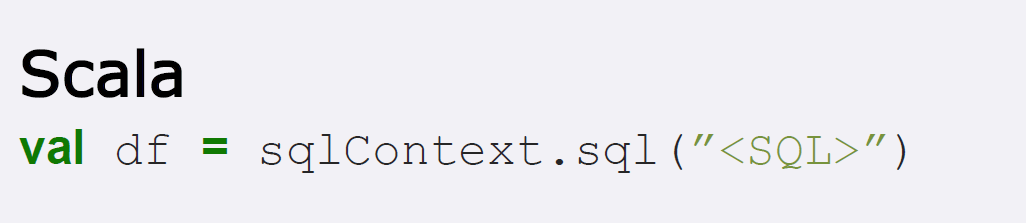 Scala
val df = sqlContext.sql(”<SQL>”)